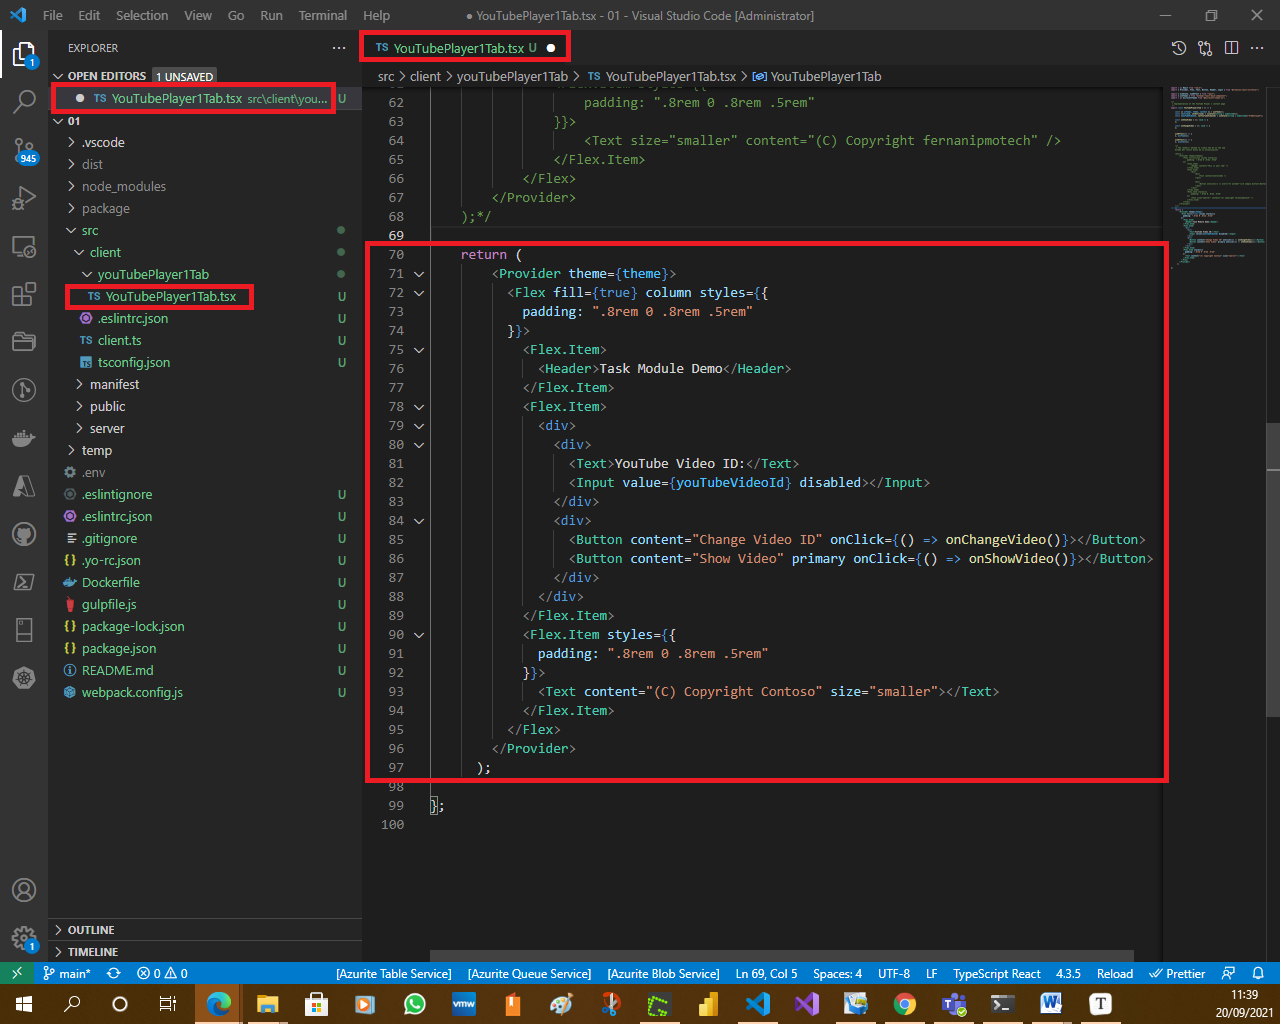 File Edit Selection View Go Run Terminal Help
● YouTubePlayer1Tab.tsx - 01 - Visual Studio Code [Administrator]
EXPLORER
OPEN EDITORS 1 UNSAVED
TS YouTubePlayer1Tab.tsx src\client\you... U
01
.vscode
dist
node_modules
package
src
client
youTubePlayer1Tab
TS YouTubePlayer1Tab.tsx U
.eslintrc.json U
TS client.ts U
TS tsconfig.json U
manifest
public
server
temp
.env
.eslintignore U
.eslintrc.json U
.gitignore U
{} .yo-rc.json U
Dockerfile U
gulpfile.js U
{} package-lock.json U
{} package.json U
README.md U
webpack.config.js U
OUTLINE
TIMELINE
1
945
1
TS YouTubePlayer1Tab.tsx U ●
src > client > youTubePlayer1Tab > TS YouTubePlayer1Tab.tsx > YouTubePlayer1Tab
62 padding: ".8rem 0 .8rem .5rem"
63 }}>
64 <Text size="smaller" content="(C) Copyright fernanipmotech" />
65 </Flex.Item>
66 </Flex>
67 </Provider>
68 );*/
69
70 return (
71 <Provider theme={theme}>
72 <Flex fill={true} column styles={{
73 padding: ".8rem 0 .8rem .5rem"
74 }}>
75 <Flex.Item>
76 <Header>Task Module Demo</Header>
77 </Flex.Item>
78 <Flex.Item>
79 <div>
80 <div>
81 <Text>YouTube Video ID:</Text>
82 <Input value={youTubeVideoId} disabled></Input>
83 </div>
84 <div>
85 <Button content="Change Video ID" onClick={() => onChangeVideo()}></Button>
86 <Button content="Show Video" primary onClick={() => onShowVideo()}></Button>
87 </div>
88 </div>
89 </Flex.Item>
90 <Flex.Item styles={{
91 padding: ".8rem 0 .8rem .5rem"
92 }}>
93 <Text content="(C) Copyright Contoso" size="smaller"></Text>
94 </Flex.Item>
95 </Flex>
96 </Provider>
97 );
98
99 };
100
main* 0 0 [Azurite Table Service] [Azurite Queue Service] [Azurite Blob Service] Ln 69, Col 5 Spaces: 4 UTF-8 LF TypeScript React 4.3.5 Reload Prettier
vmw W T
11:39
20/09/2021